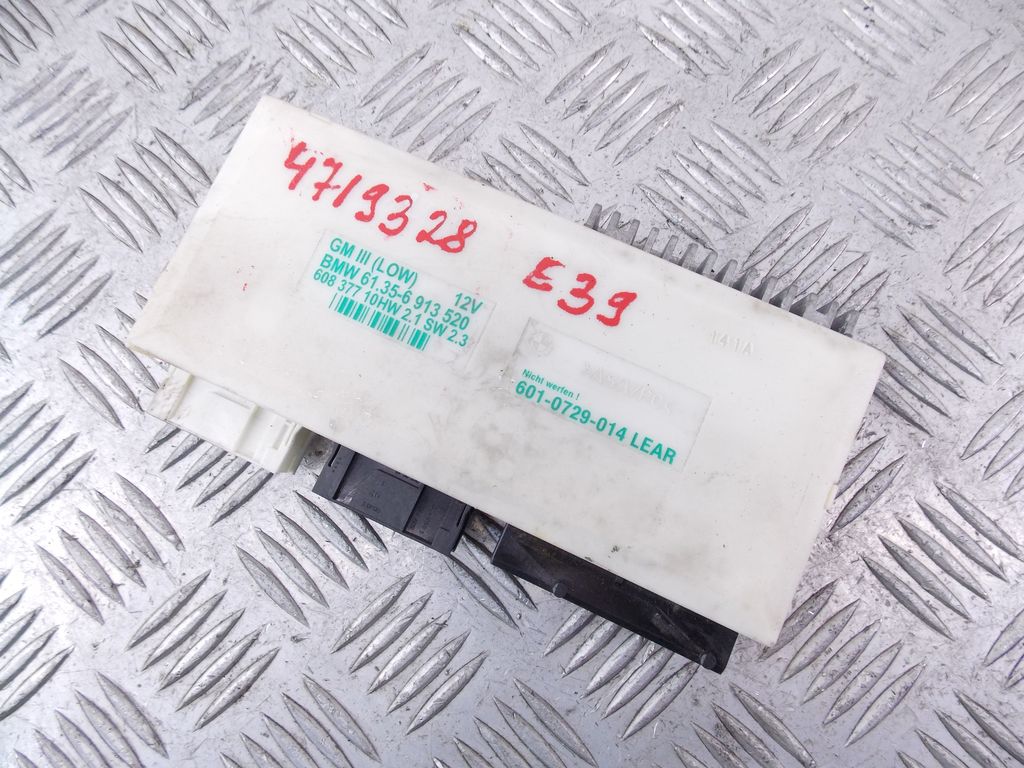 4719328
E39
GM III (LOW) 12V
BMW 61.35-6 913 520
608 377 10HW 2.1 SW 2.3
Nicht werfen !
601-0729-014 LEAR